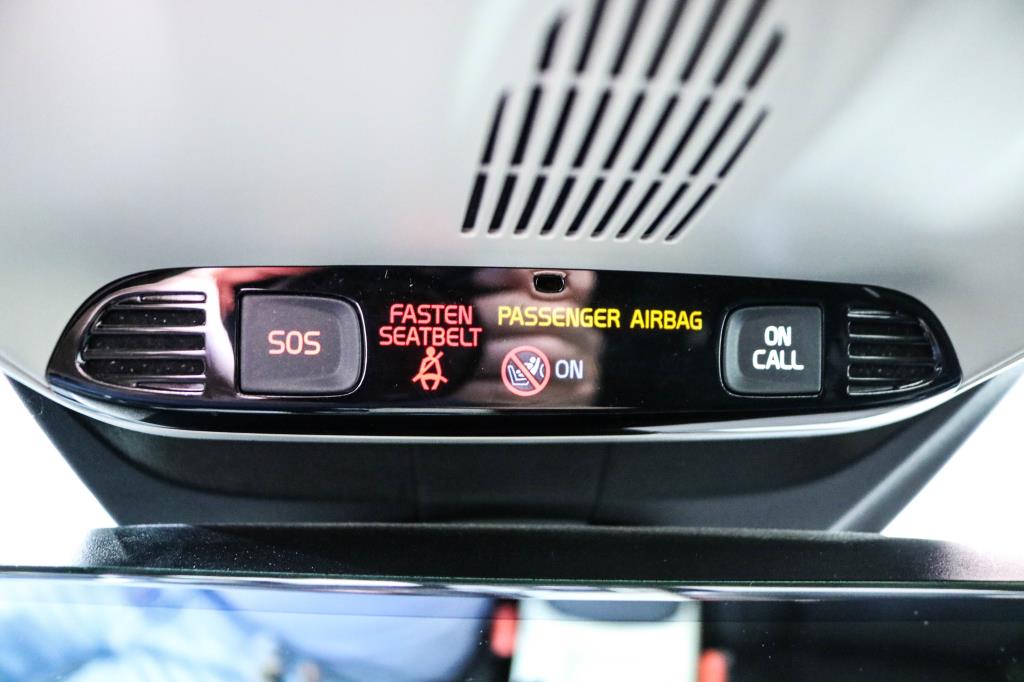 SOS
FASTEN
SEATBELT
PASSENGER AIRBAG
ON
ON
CALL